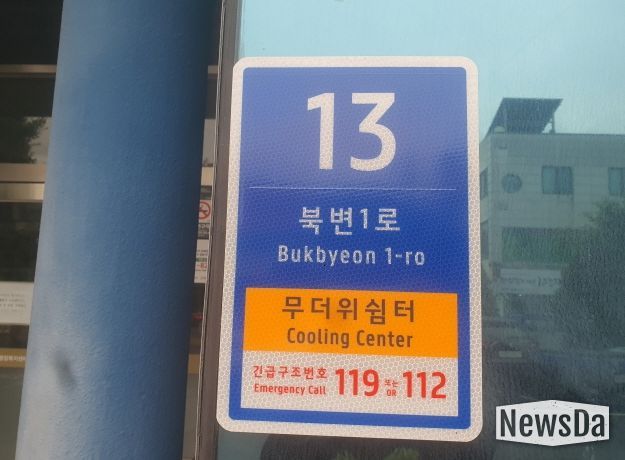 13
북변1로
Bukbyeon 1-ro
무더위쉼터
Cooling Center
긴급구조번호
Emergency Call
119 또는 OR 112
NewsDa